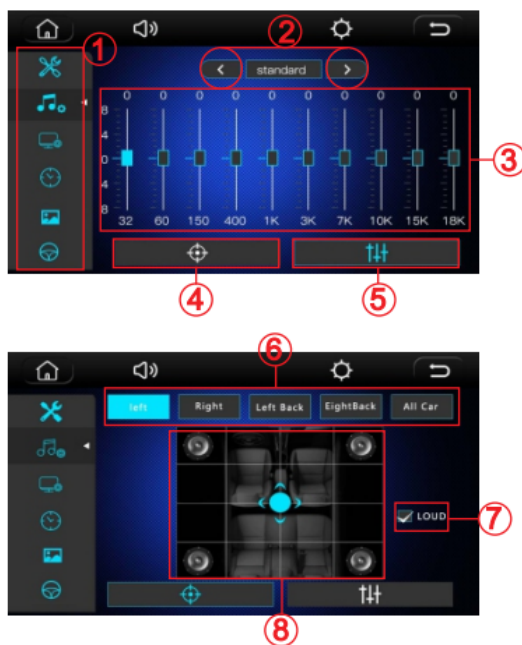 ①
②
standard
0 0 0 0 0 0 0 0 0 0
8
4
0
4
8
③
32 60 150 400 1K 3K 7K 10K 15K 18K
④
⑤
⑥
left Right Left Back EightBack All Car
LOUD
⑦
⑧